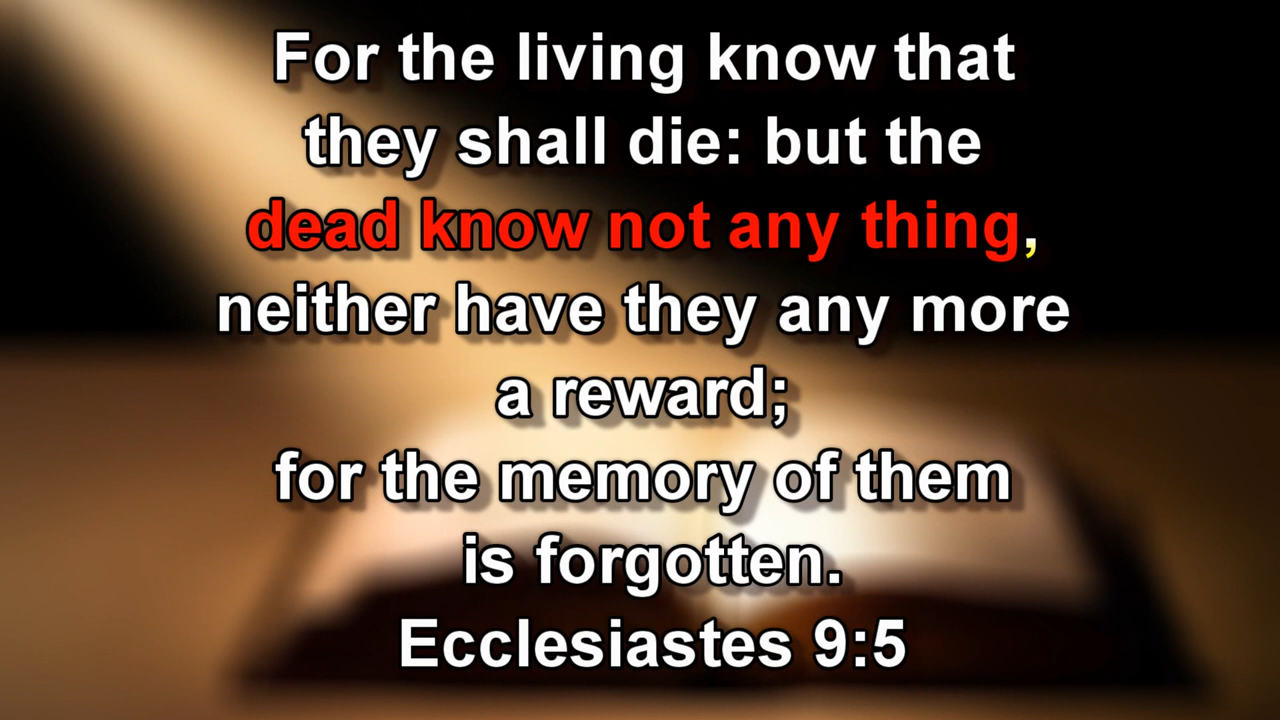 For the living know that
they shall die: but the
dead know not any thing,
neither have they any more
a reward;
for the memory of them
is forgotten.
Ecclesiastes 9:5